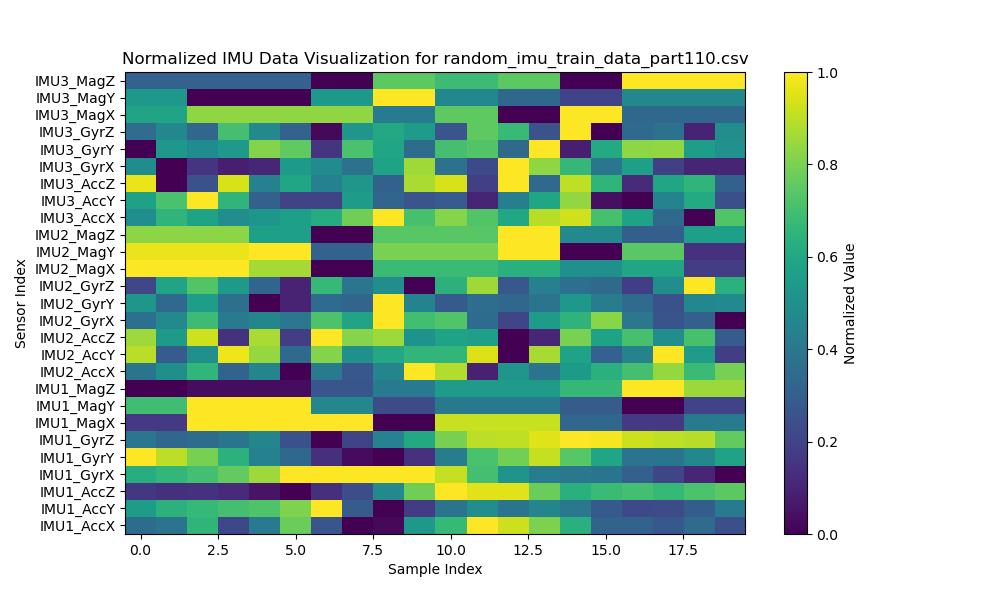 Normalized IMU Data Visualization for random_imu_train_data_part110.csv
IMU3_MagZ
IMU3_MagY
IMU3_MagX
IMU3_GyrZ
IMU3_GyrY
IMU3_GyrX
IMU3_AccZ
IMU3_AccY
IMU3_AccX
IMU2_MagZ
IMU2_MagY
IMU2_MagX
IMU2_GyrZ
IMU2_GyrY
IMU2_GyrX
IMU2_AccZ
IMU2_AccY
IMU2_AccX
IMU1_MagZ
IMU1_MagY
IMU1_MagX
IMU1_GyrZ
IMU1_GyrY
IMU1_GyrX
IMU1_AccZ
IMU1_AccY
IMU1_AccX
Sensor Index
0.0 2.5 5.0 7.5 10.0 12.5 15.0 17.5
Sample Index
1.0
0.8
0.6
0.4
0.2
0.0
Normalized Value